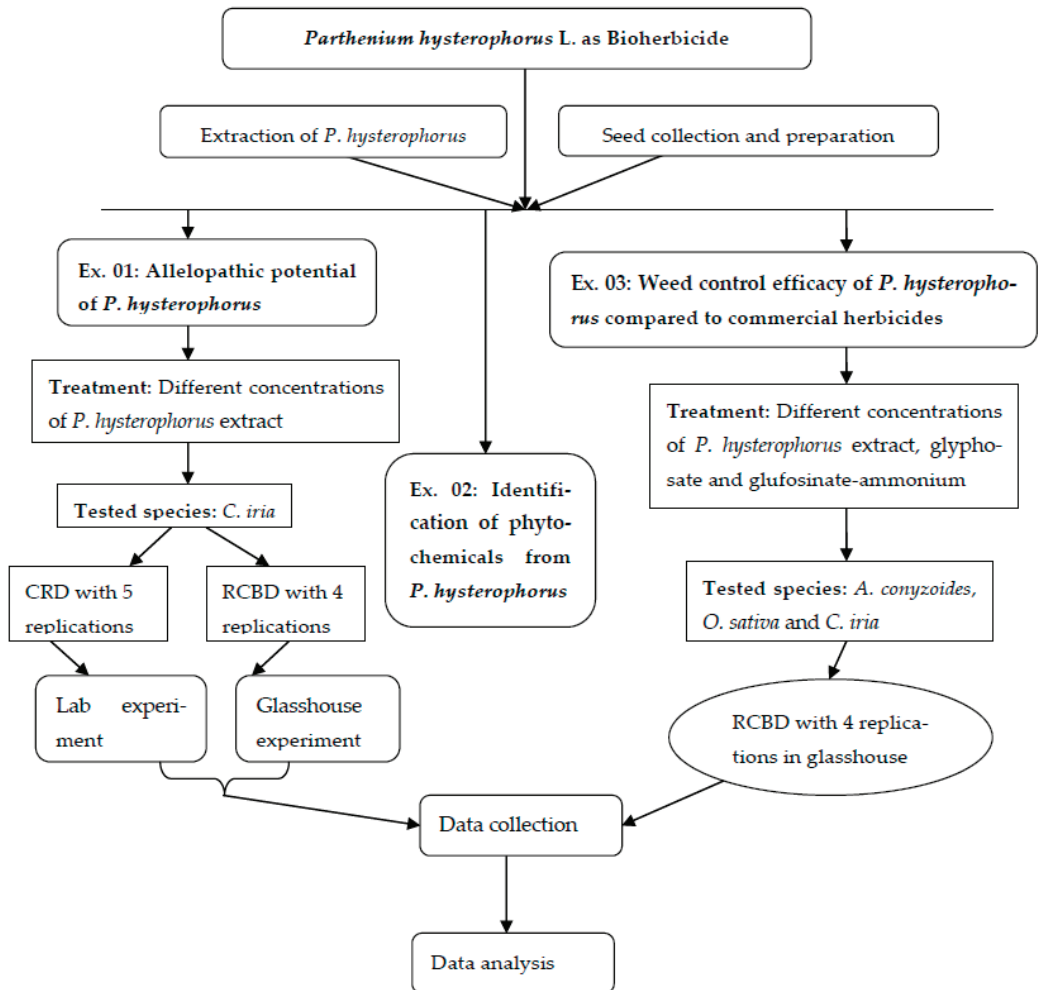 Parthenium hysterophorus L. as Bioherbicide
Extraction of P. hysterophorus
Seed collection and preparation
Ex. 01: Allelopathic potential
of P. hysterophorus
Treatment: Different concentrations
of P. hysterophorus extract
Tested species: C. iria
CRD with 5
replications
RCBD with 4
replications
Lab experi-
ment
Glasshouse
experiment
Ex. 02: Identifi-
cation of phyto-
chemicals from
P. hysterophorus
Ex. 03: Weed control efficacy of P. hysteropho-
rus compared to commercial herbicides
Treatment: Different concentrations
of P. hysterophorus extract, glypho-
sate and glufosinate-ammonium
Tested species: A. conyzoides,
O. sativa and C. iria
RCBD with 4 replica-
tions in glasshouse
Data collection
Data analysis